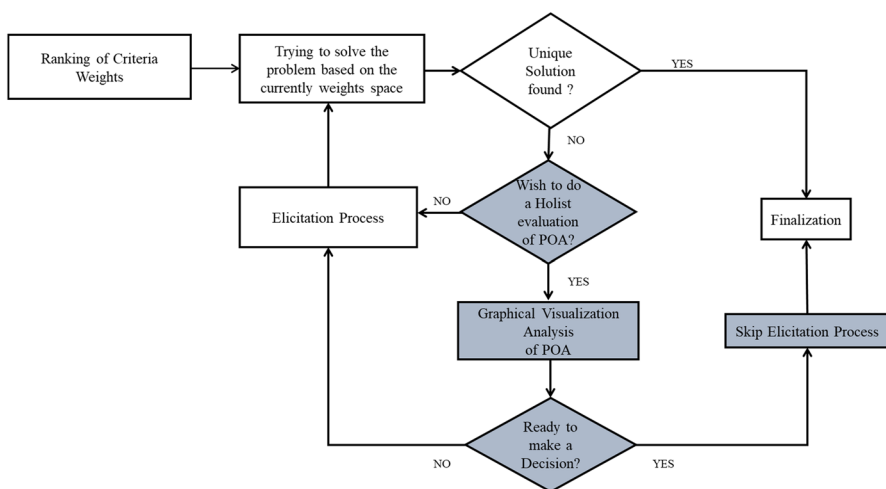 Ranking of Criteria
Weights
Trying to solve the
problem based on the
currently weights space
Unique
Solution
found ?
YES
NO
Wish to do
a Holist
evaluation
of POA?
NO
Elicitation Process
Finalization
YES
Graphical Visualization
Analysis
of POA
Skip Elicitation Process
Ready to
make a
Decision?
NO
YES